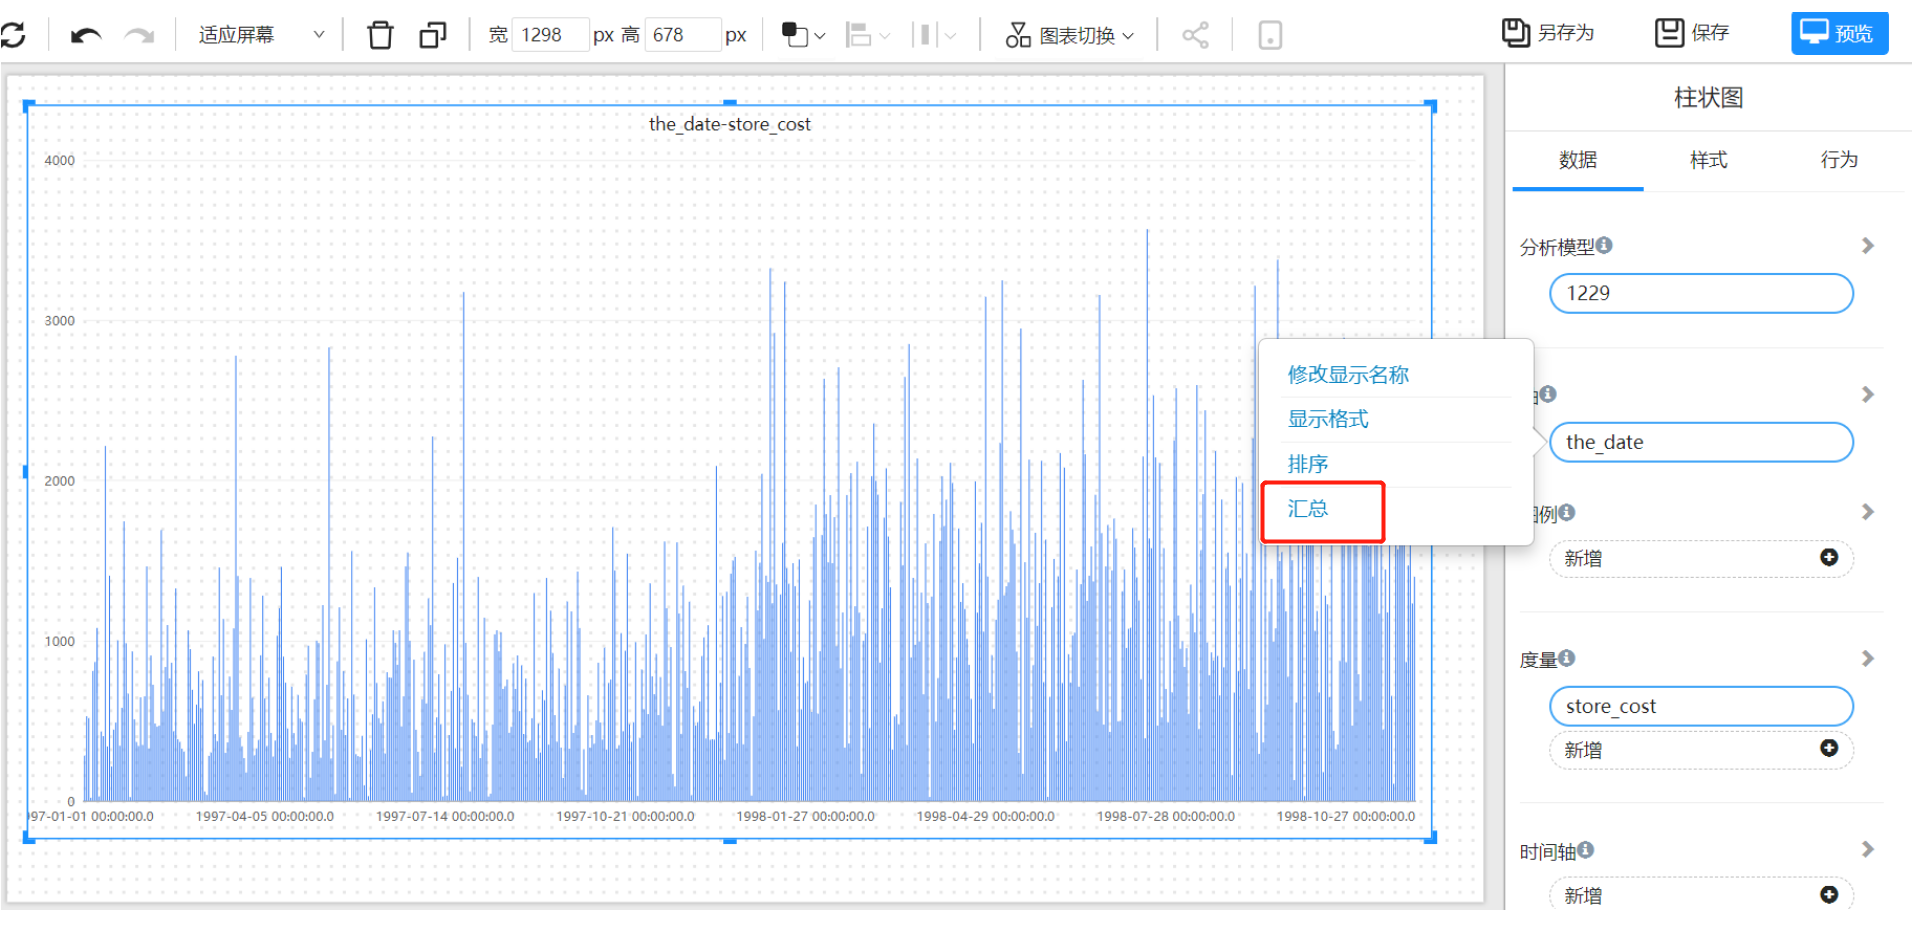 适应屏幕
宽 1298 px 高 678 px
图表切换
另存为
保存
预览
the_date-store_cost
4000
3000
2000
1000
0
97-01-01 00:00:00.0
1997-04-05 00:00:00.0
1997-07-14 00:00:00.0
1997-10-21 00:00:00.0
1998-01-27 00:00:00.0
1998-04-29 00:00:00.0
1998-07-28 00:00:00.0
1998-10-27 00:00:00.0
修改显示名称
显示格式
排序
汇总
柱状图
数据 样式 行为
分析模型
1229
the_date
例
新增
度量
store_cost
新增
时间轴
新增